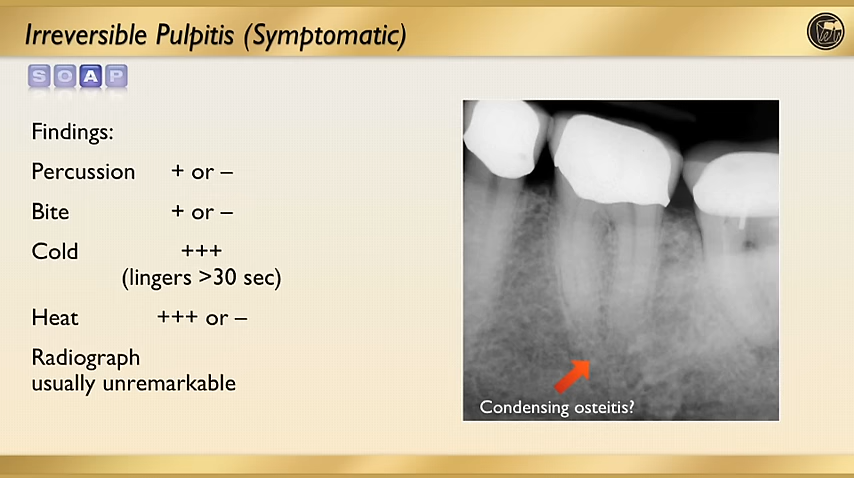 Irreversible Pulpitis (Symptomatic)
S O A P
Findings:
Percussion + or –
Bite + or –
Cold +++
(lingers >30 sec)
Heat +++ or –
Radiograph
usually unremarkable
Condensing osteitis?